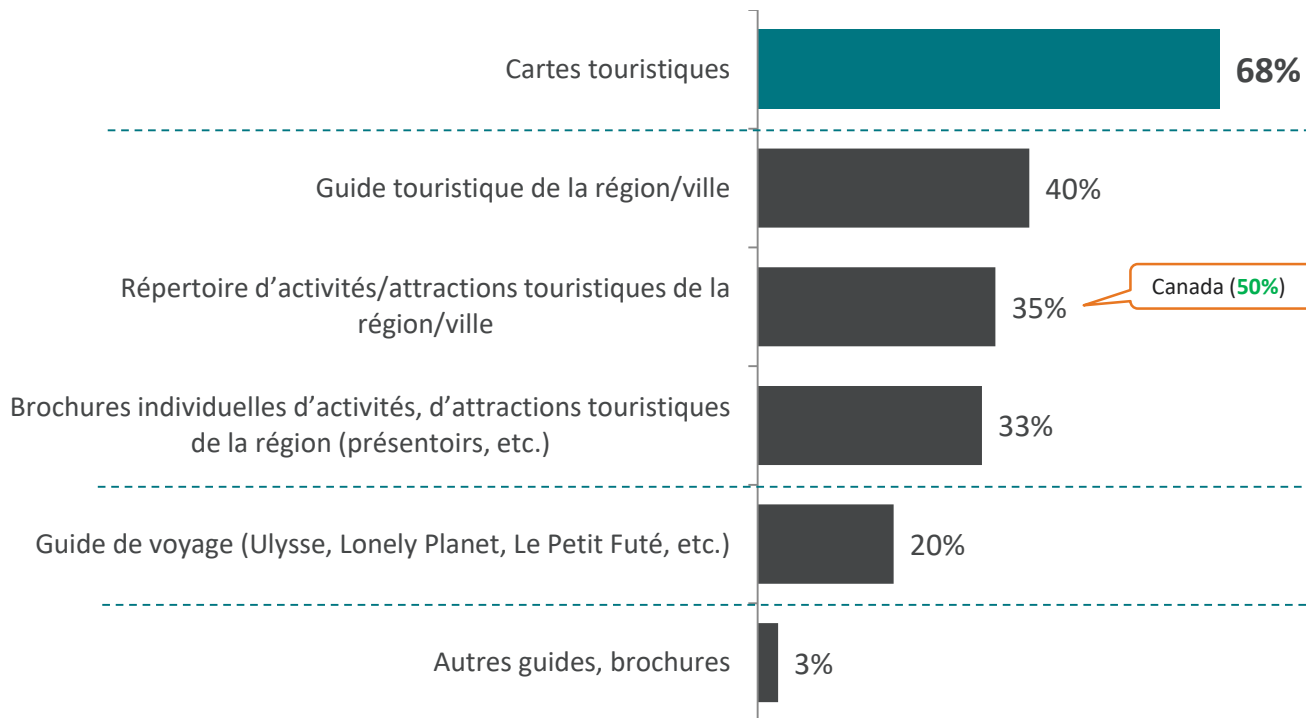 Cartes touristiques
68%
Guide touristique de la région/ville
40%
Répertoire d’activités/attractions touristiques de la
région/ville
35%
Canada (50%)
Brochures individuelles d’activités, d’attractions touristiques
de la région (présentoirs, etc.)
33%
Guide de voyage (Ulysse, Lonely Planet, Le Petit Futé, etc.)
20%
Autres guides, brochures
3%